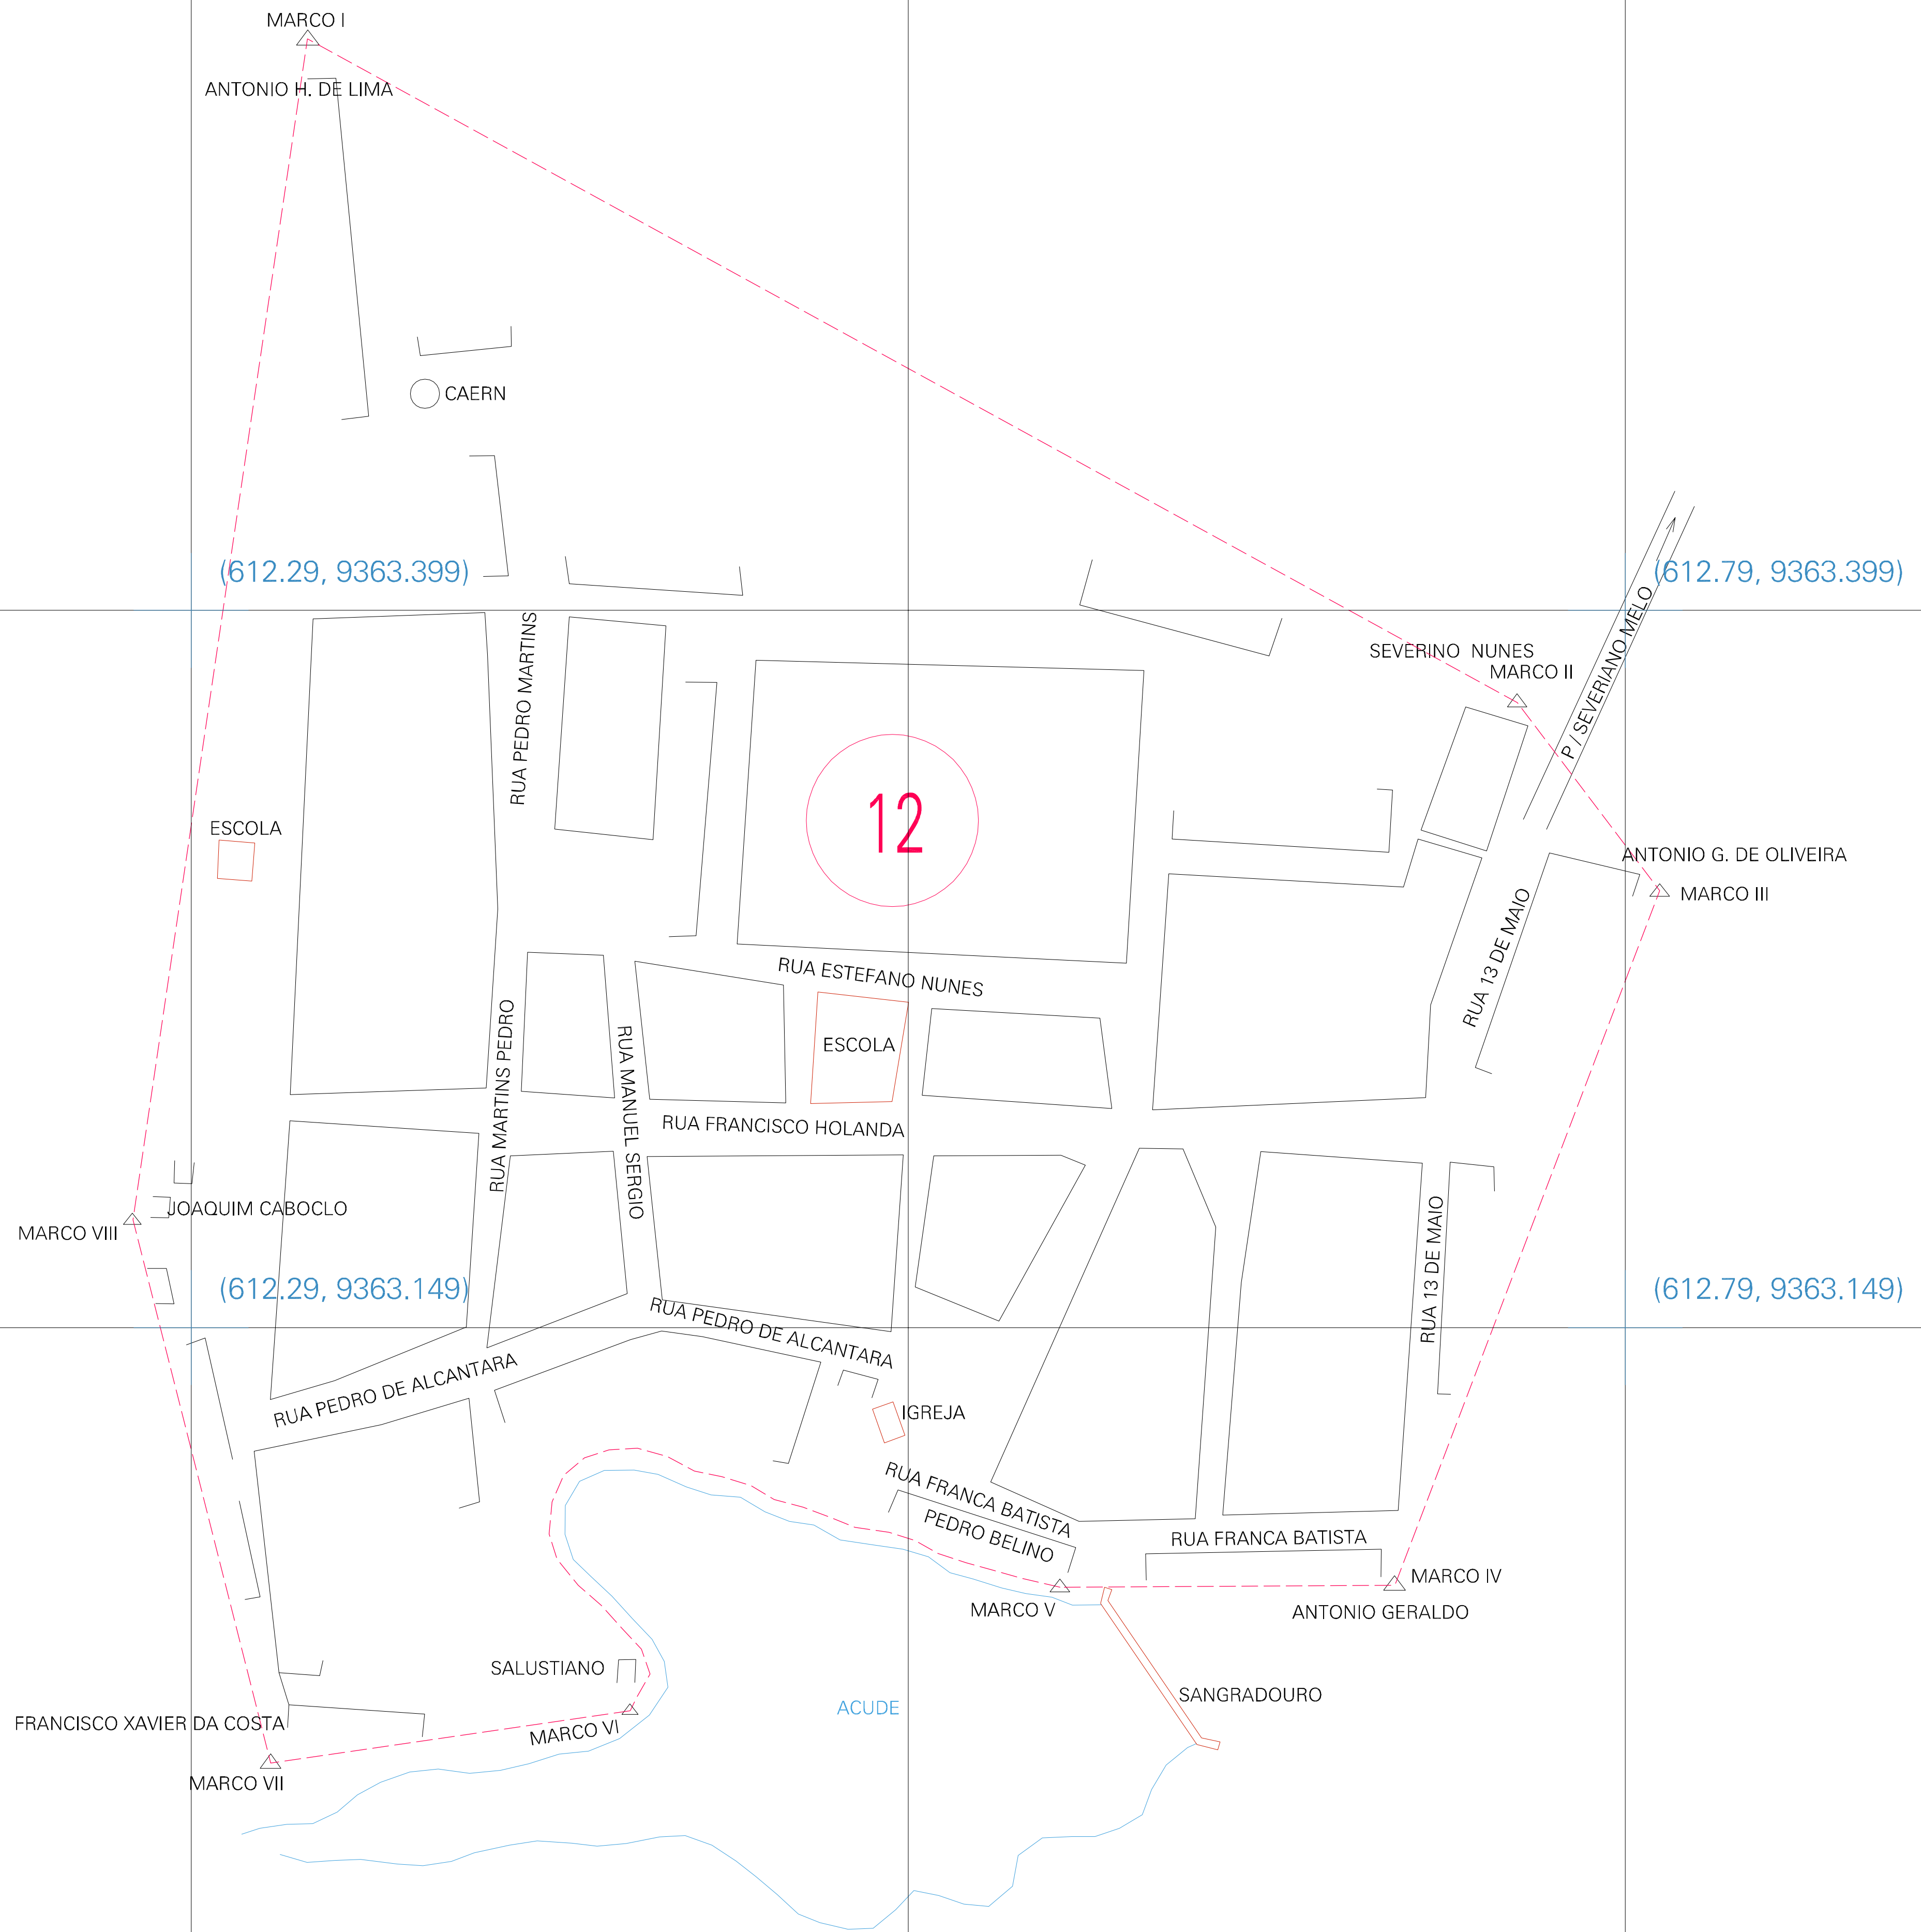 MARCO I
ANTONIO H. DE LIMA
CAERN
(612.29, 9363.399)
(612.79, 9363.399)
P / SEVERIANO MELO
RUA PEDRO MARTINS
SEVERINO NUNES
MARCO II
12
ESCOLA
ANTONIO G. DE OLIVEIRA
MARCO III
RUA 13 DE MAIO
RUA ESTEFANO NUNES
RUA MARTINS PEDRO
RUA MANUEL SERGIO
ESCOLA
RUA FRANCISCO HOLANDA
JOAQUIM CABOCLO
MARCO VIII
RUA 13 DE MAIO
(612.29, 9363.149)
(612.79, 9363.149)
RUA PEDRO DE ALCANTARA
RUA PEDRO DE ALCANTARA
IGREJA
RUA FRANCA BATISTA
PEDRO BELINO
RUA FRANCA BATISTA
MARCO IV
MARCO V
ANTONIO GERALDO
SALUSTIANO
SANGRADOURO
ACUDE
FRANCISCO XAVIER DA COSTA
MARCO VI
MARCO VII